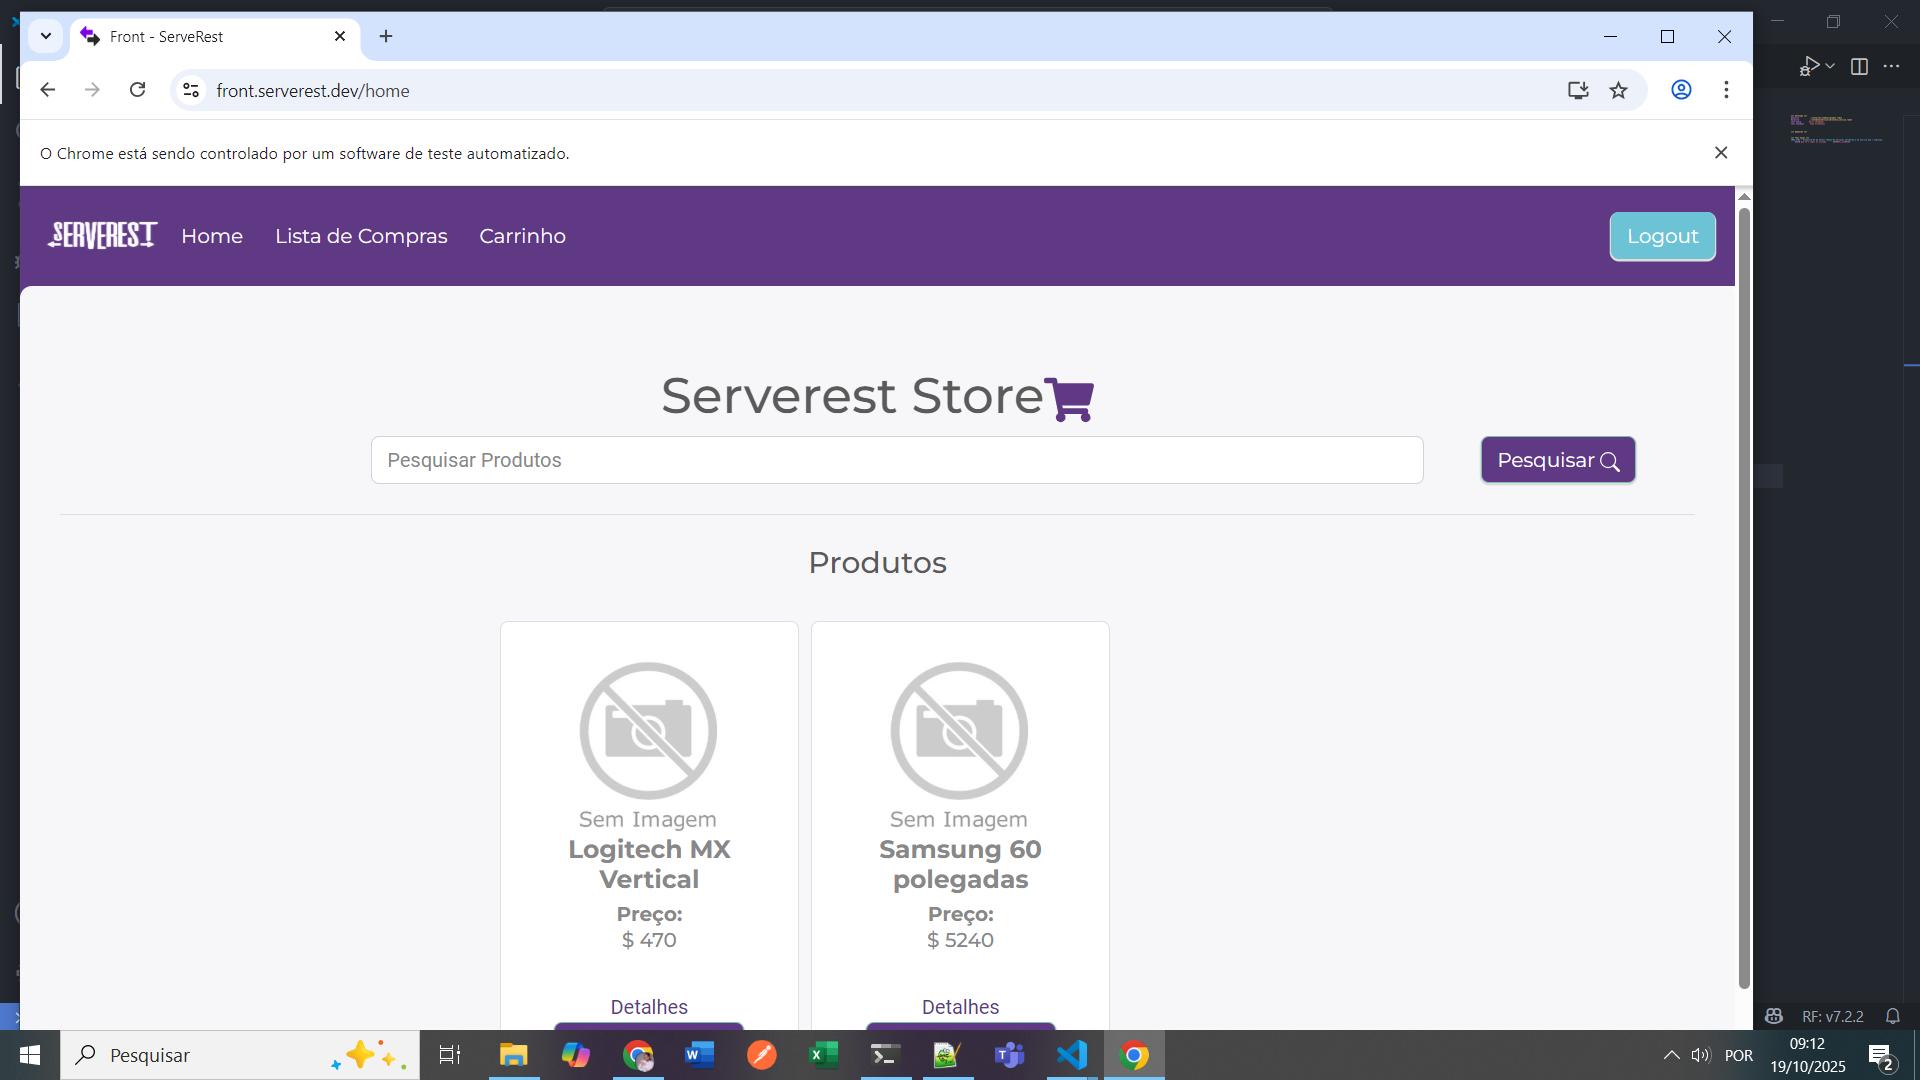 Front - ServeRest
front.serverest.dev/home
O Chrome está sendo controlado por um software de teste automatizado.
SERVEREST Home Lista de Compras Carrinho Logout
Serverest Store
Pesquisar Produtos Pesquisar
Produtos
Sem Imagem Sem Imagem
Logitech MX Samsung 60
Vertical polegadas
Preço: Preço:
$ 470 $ 5240
Detalhes Detalhes
RF: v7.2.2
Pesquisar
POR
09:12
19/10/2025
2